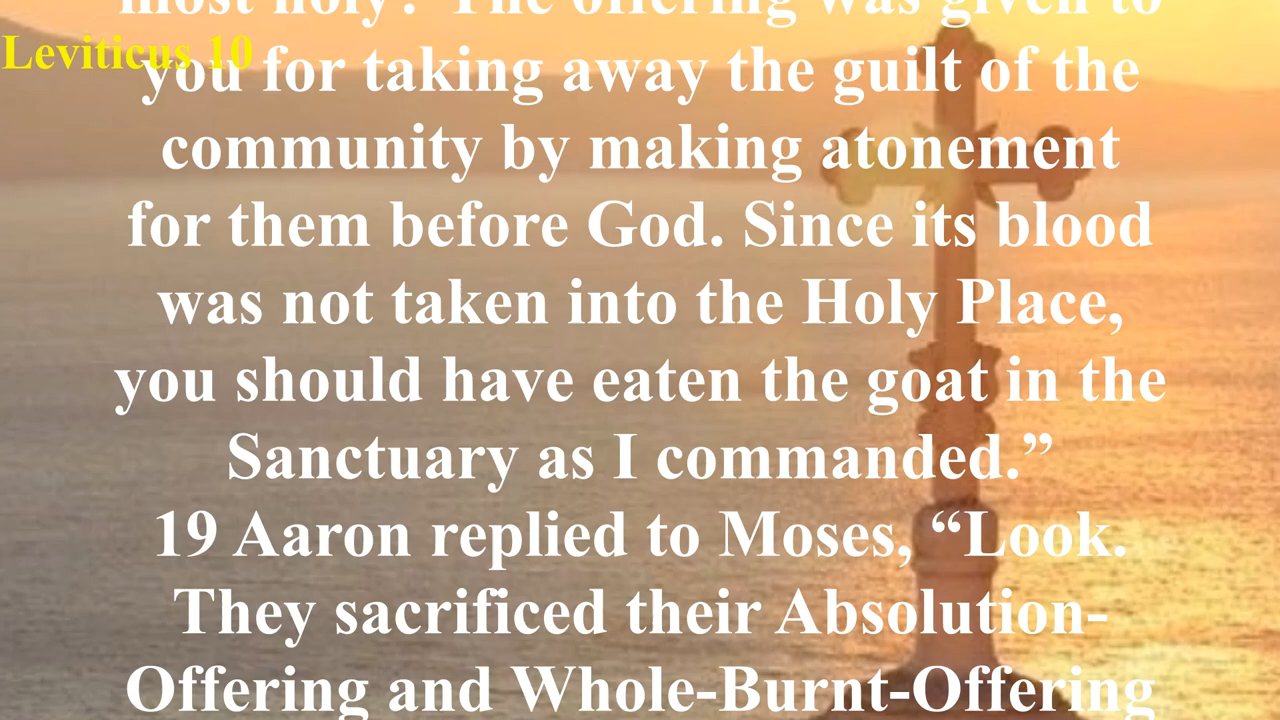 most holy? The offering was given to
Leviticus 10
you for taking away the guilt of the
community by making atonement
for them before God. Since its blood
was not taken into the Holy Place,
you should have eaten the goat in the
Sanctuary as I commanded.”
19 Aaron replied to Moses, “Look.
They sacrificed their Absolution-
Offering and Whole-Burnt-Offering